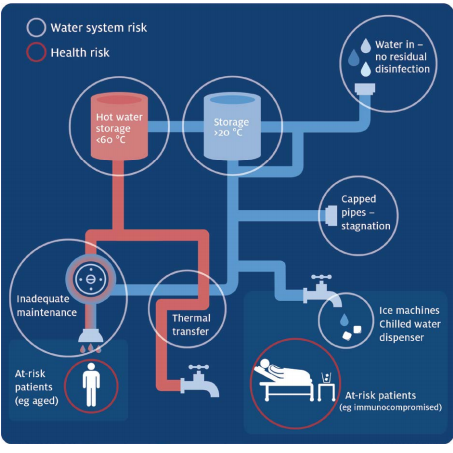 Water system risk
Health risk
Water in –
no residual
disinfection
Hot water
storage
<60 °C
Storage
>20 °C
Capped
pipes –
stagnation
Inadequate
maintenance
Thermal
transfer
Ice machines
Chilled water
dispenser
At-risk
patients
(eg aged)
At-risk patients
(eg immunocompromised)